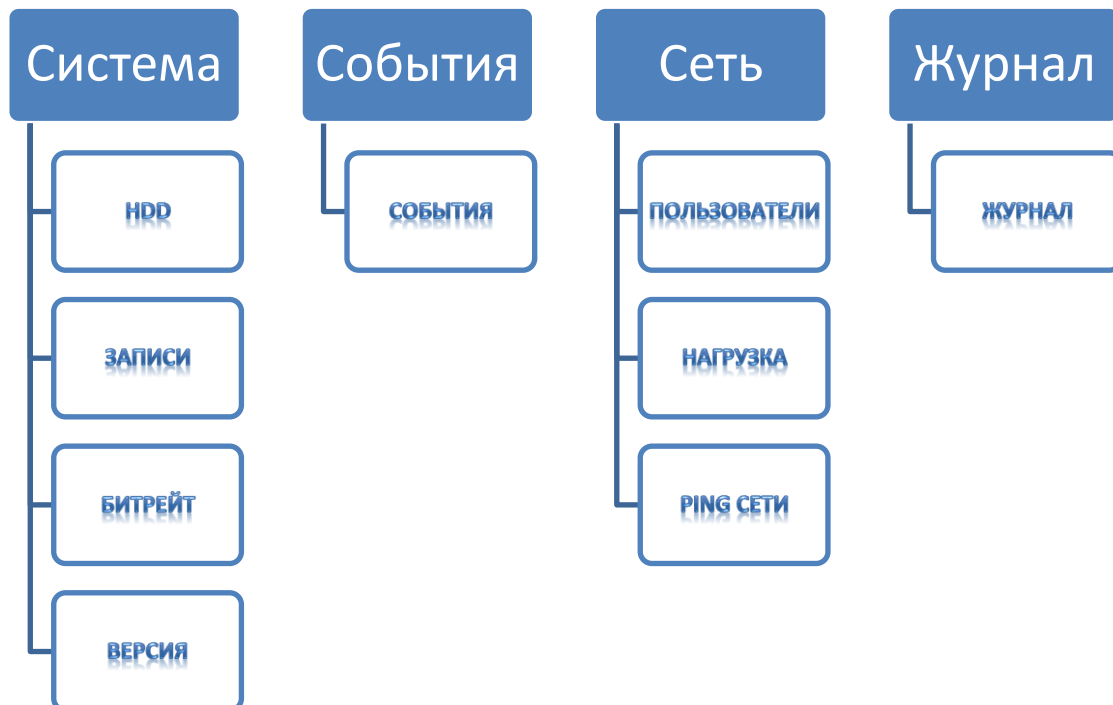 Система
HDD
ЗАПИСИ
БИТРЕЙТ
ВЕРСИЯ
События
СОБЫТИЯ
Сеть
ПОЛЬЗОВАТЕЛИ
НАГРУЗКА
PING СЕТИ
Журнал
ЖУРНАЛ